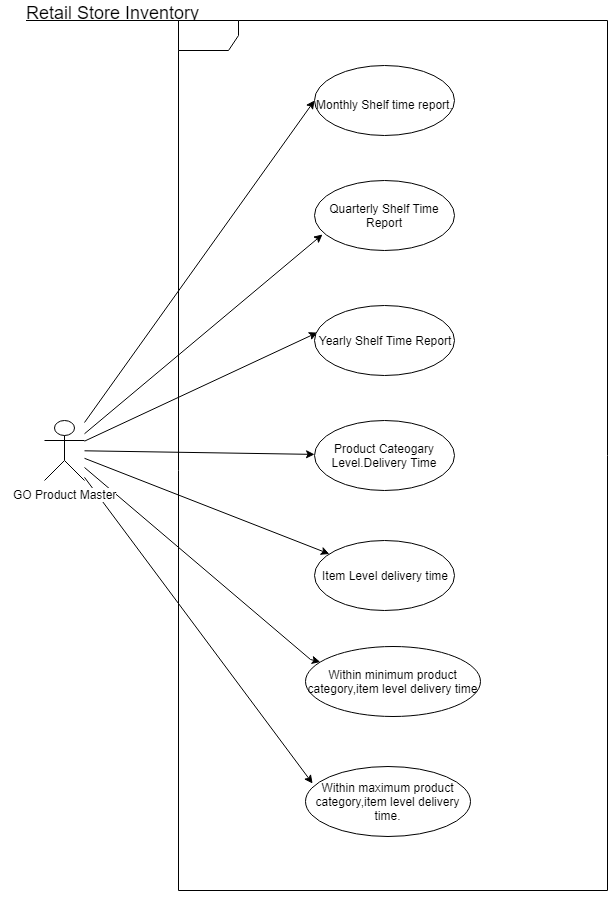 Retail Store Inventory
Monthly Shelf time report.
Quarterly Shelf Time
Report
Yearly Shelf Time Report
Product Cateogary
Level.Delivery Time
GO Product Master
Item Level delivery time
Within minimum product
category,item level delivery time
Within maximum product
category,item level delivery
time.